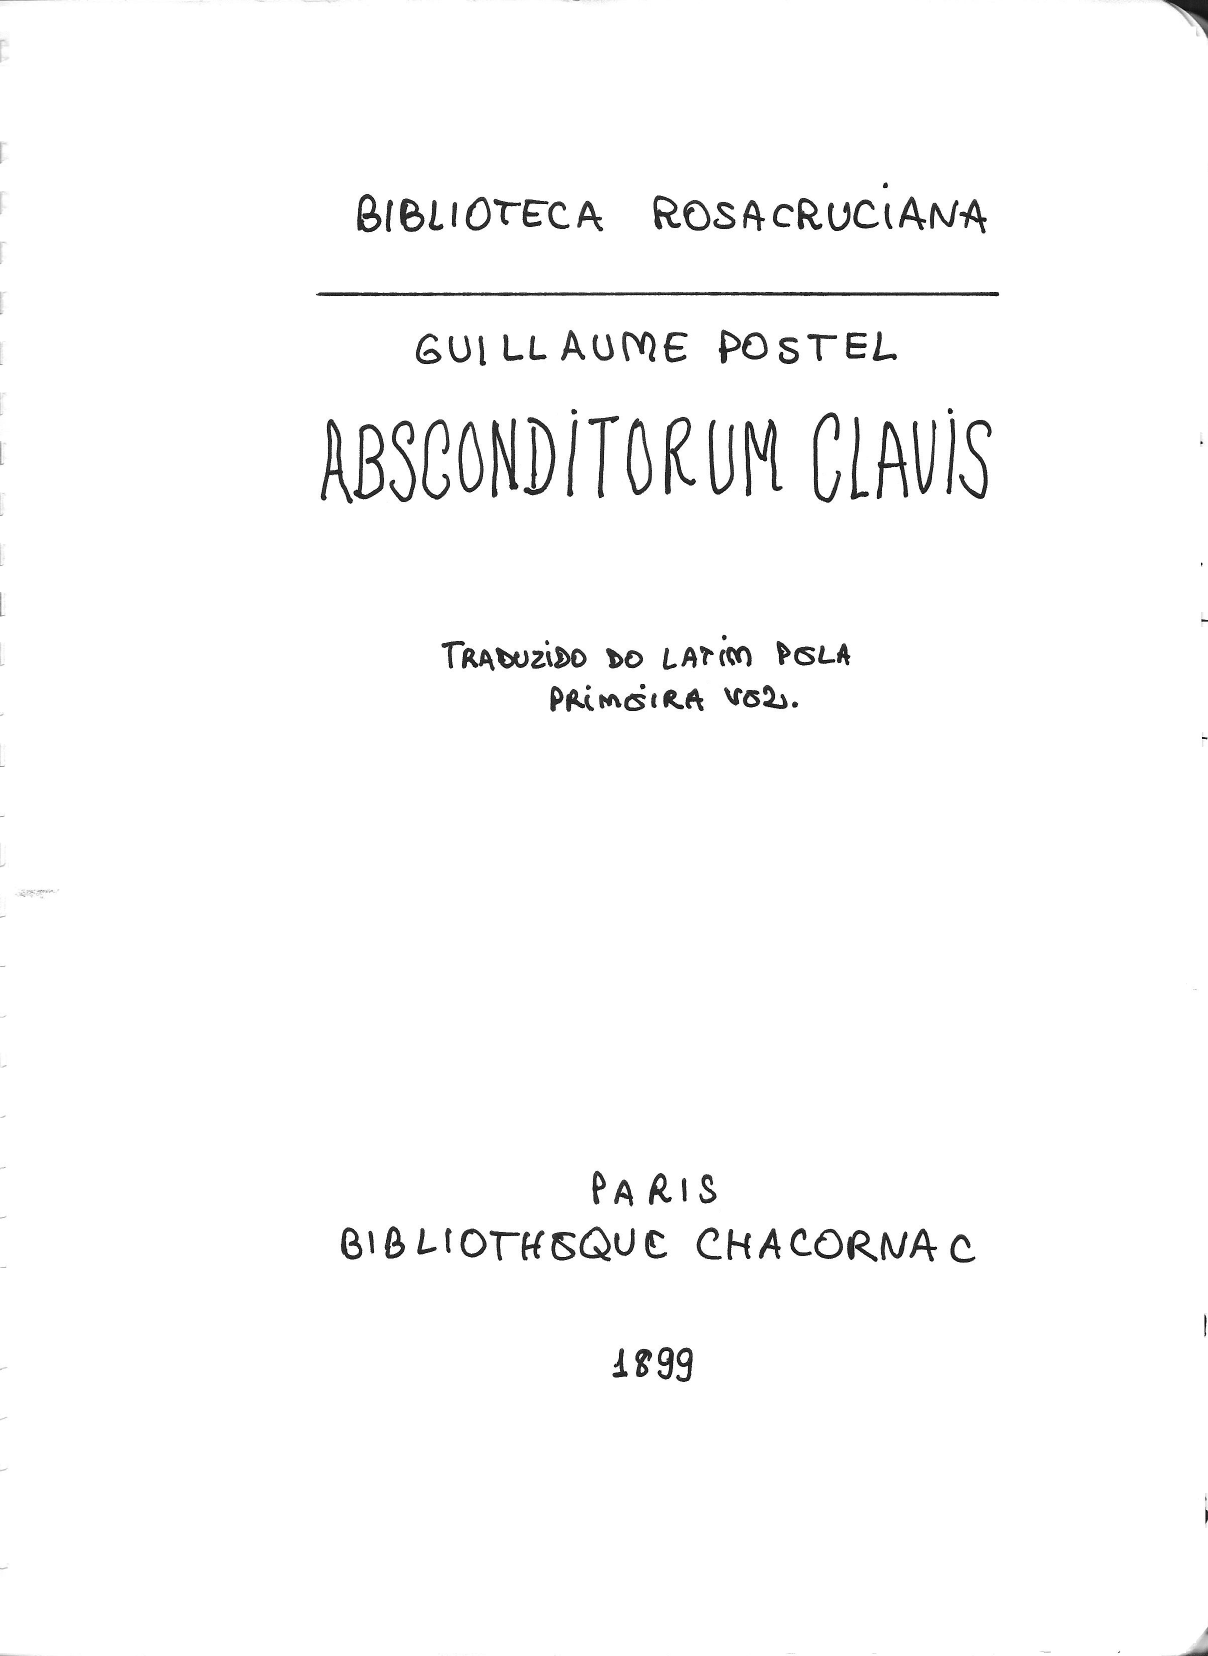 BIBLIOTECA ROSACRUCIANA
GUILLAUME POSTEL
ABSCONDITORUM CLAVIS
TRADUZIDO DO LATIM PELA
PRIMEIRA VEZ.
PARIS
BIBLIOTHEQUE CHACORNAC
1899